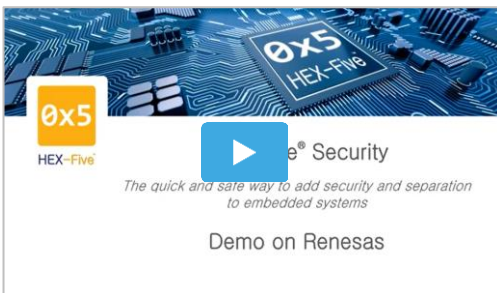 0x5
HEX-Five
0x5
HEX-Five
e® Security
The quick and safe way to add security and separation
to embedded systems
Demo on Renesas